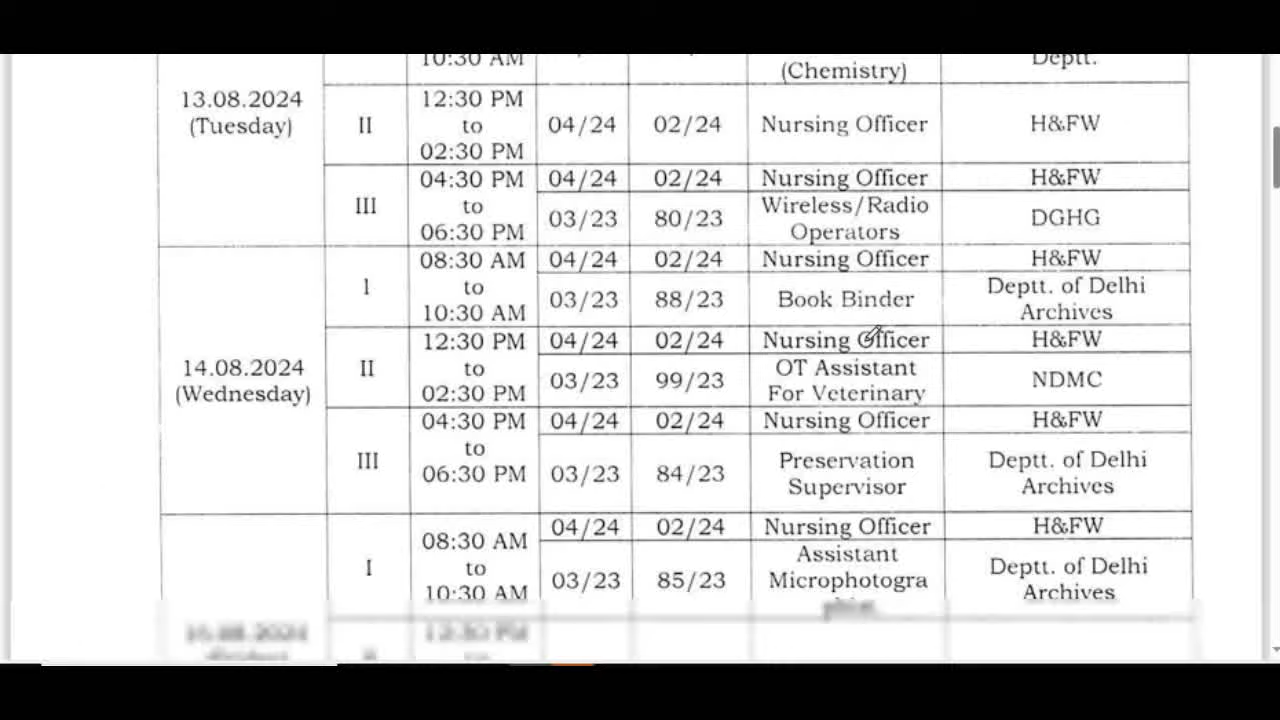 10:30 AM
(Chemistry)
Deptt.
13.08.2024
(Tuesday)
II
12:30 PM
to
02:30 PM
04/24
02/24
Nursing Officer
H&FW
III
04:30 PM
to
06:30 PM
04/24
02/24
Nursing Officer
H&FW
03/23
80/23
Wireless/Radio
Operators
DGHG
14.08.2024
(Wednesday)
I
08:30 AM
to
10:30 AM
04/24
02/24
Nursing Officer
H&FW
03/23
88/23
Book Binder
Deptt. of Delhi
Archives
II
12:30 PM
to
02:30 PM
04/24
02/24
Nursing Officer
H&FW
03/23
99/23
OT Assistant
For Veterinary
NDMC
III
04:30 PM
to
06:30 PM
04/24
02/24
Nursing Officer
H&FW
03/23
84/23
Preservation
Supervisor
Deptt. of Delhi
Archives
I
08:30 AM
to
10:30 AM
04/24
02/24
Nursing Officer
H&FW
03/23
85/23
Assistant
Microphotogra
Deptt. of Delhi
Archives
12:30 PM